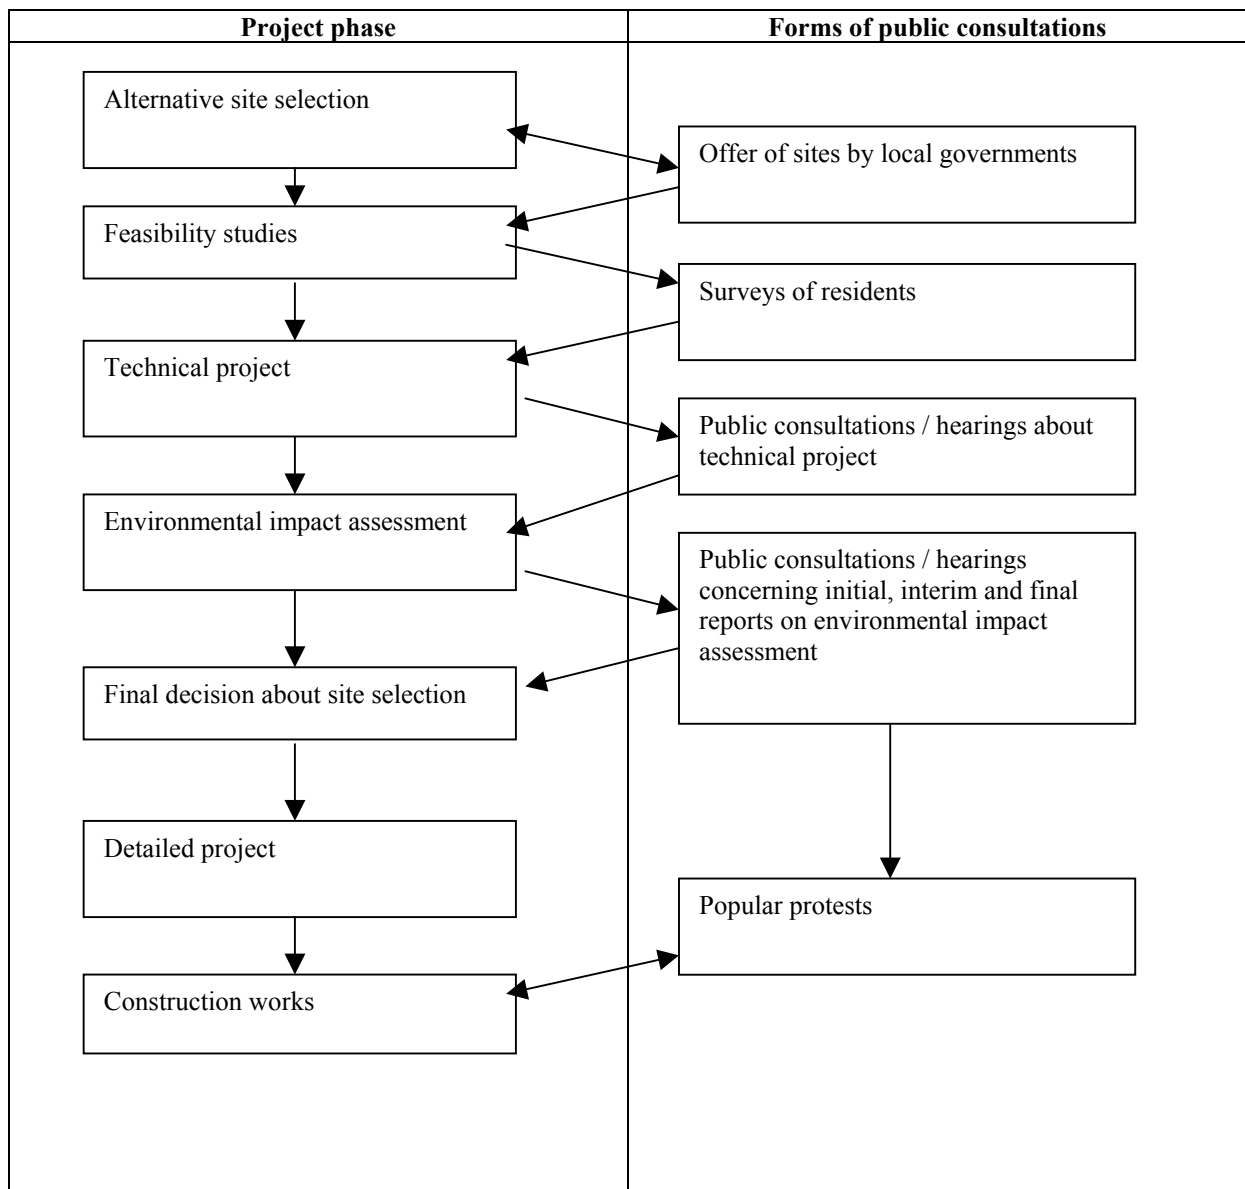 Project phase
Forms of public consultations
Alternative site selection
Offer of sites by local governments
Feasibility studies
Surveys of residents
Technical project
Public consultations / hearings about
technical project
Environmental impact assessment
Public consultations / hearings
concerning initial, interim and final
reports on environmental impact
assessment
Final decision about site selection
Detailed project
Popular protests
Construction works